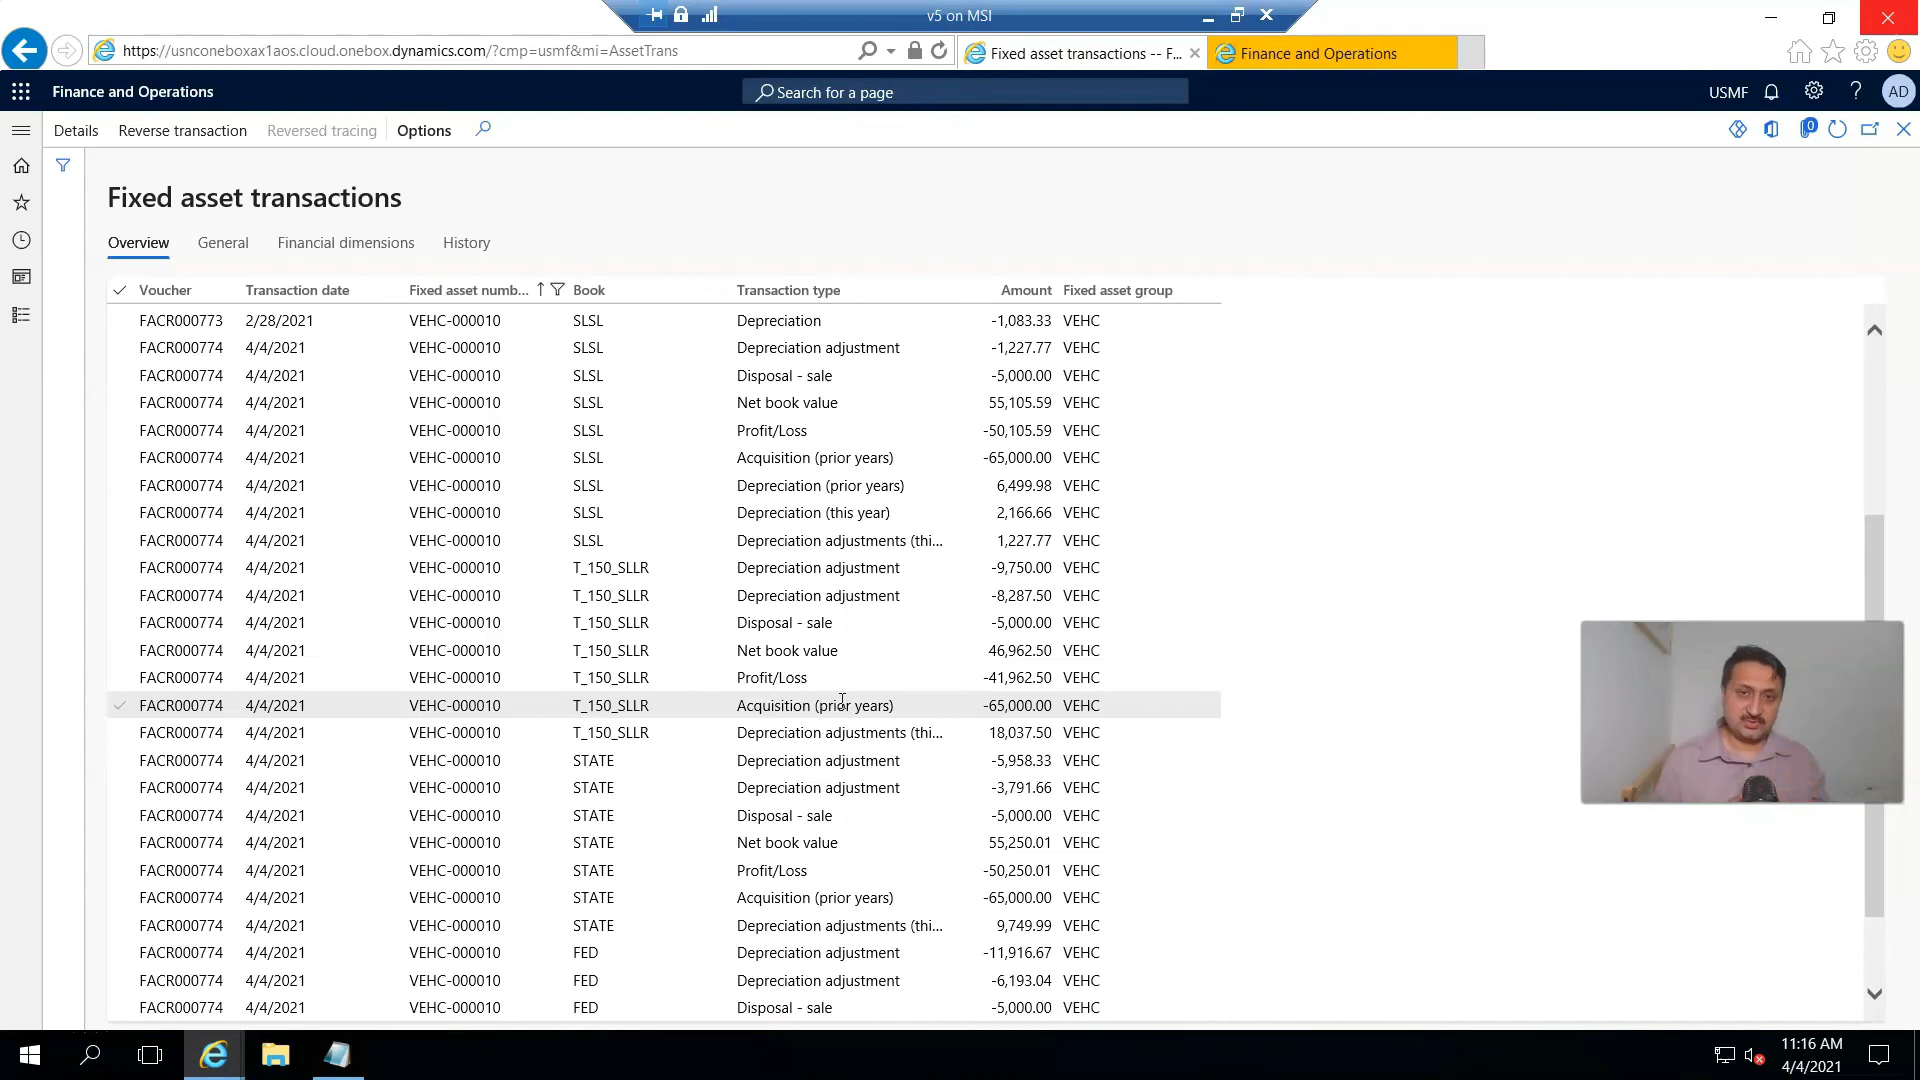 v5 on MSI
https://usnconeboxax1aos.cloud.onebox.dynamics.com/?cmp=usmf&mi=AssetTrans
Fixed asset transactions -- F...
Finance and Operations
Finance and Operations
Search for a page
USMF
AD
Details Reverse transaction Reversed tracing Options
0
Fixed asset transactions
Overview General Financial dimensions History
Voucher Transaction date Fixed asset numb... Book Transaction type Amount Fixed asset group
FACR000773 2/28/2021 VEHC-000010 SLSL Depreciation -1,083.33 VEHC
FACR000774 4/4/2021 VEHC-000010 SLSL Depreciation adjustment -1,227.77 VEHC
FACR000774 4/4/2021 VEHC-000010 SLSL Disposal - sale -5,000.00 VEHC
FACR000774 4/4/2021 VEHC-000010 SLSL Net book value 55,105.59 VEHC
FACR000774 4/4/2021 VEHC-000010 SLSL Profit/Loss -50,105.59 VEHC
FACR000774 4/4/2021 VEHC-000010 SLSL Acquisition (prior years) -65,000.00 VEHC
FACR000774 4/4/2021 VEHC-000010 SLSL Depreciation (prior years) 6,499.98 VEHC
FACR000774 4/4/2021 VEHC-000010 SLSL Depreciation (this year) 2,166.66 VEHC
FACR000774 4/4/2021 VEHC-000010 SLSL Depreciation adjustments (thi... 1,227.77 VEHC
FACR000774 4/4/2021 VEHC-000010 T_150_SLLR Depreciation adjustment -9,750.00 VEHC
FACR000774 4/4/2021 VEHC-000010 T_150_SLLR Depreciation adjustment -8,287.50 VEHC
FACR000774 4/4/2021 VEHC-000010 T_150_SLLR Disposal - sale -5,000.00 VEHC
FACR000774 4/4/2021 VEHC-000010 T_150_SLLR Net book value 46,962.50 VEHC
FACR000774 4/4/2021 VEHC-000010 T_150_SLLR Profit/Loss -41,962.50 VEHC
FACR000774 4/4/2021 VEHC-000010 T_150_SLLR Acquisition (prior years) -65,000.00 VEHC
FACR000774 4/4/2021 VEHC-000010 T_150_SLLR Depreciation adjustments (thi... 18,037.50 VEHC
FACR000774 4/4/2021 VEHC-000010 STATE Depreciation adjustment -5,958.33 VEHC
FACR000774 4/4/2021 VEHC-000010 STATE Depreciation adjustment -3,791.66 VEHC
FACR000774 4/4/2021 VEHC-000010 STATE Disposal - sale -5,000.00 VEHC
FACR000774 4/4/2021 VEHC-000010 STATE Net book value 55,250.01 VEHC
FACR000774 4/4/2021 VEHC-000010 STATE Profit/Loss -50,250.01 VEHC
FACR000774 4/4/2021 VEHC-000010 STATE Acquisition (prior years) -65,000.00 VEHC
FACR000774 4/4/2021 VEHC-000010 STATE Depreciation adjustments (thi... 9,749.99 VEHC
FACR000774 4/4/2021 VEHC-000010 FED Depreciation adjustment -11,916.67 VEHC
FACR000774 4/4/2021 VEHC-000010 FED Depreciation adjustment -6,193.04 VEHC
FACR000774 4/4/2021 VEHC-000010 FED Disposal - sale -5,000.00 VEHC
11:16 AM
4/4/2021